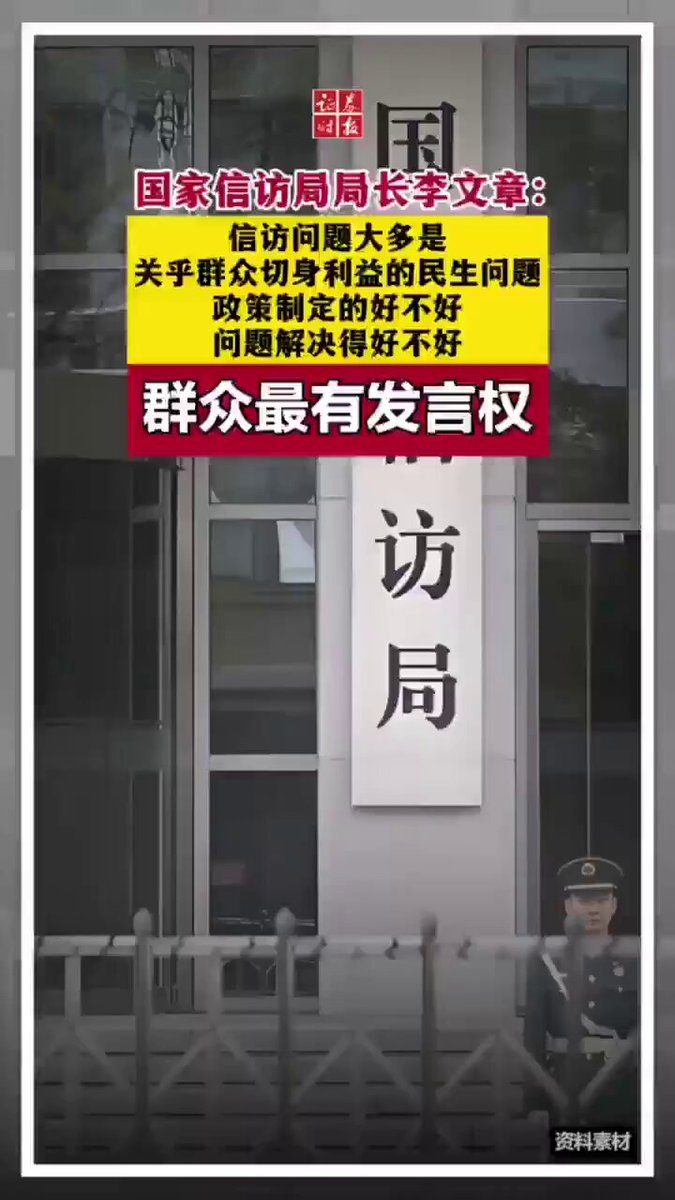 证券
时报
国家信访局局长李文章：
信访问题大多是
关乎群众切身利益的民生问题
政策制定的好不好
问题解决得好不好
群众最有发言权
国
访
局
资料素材